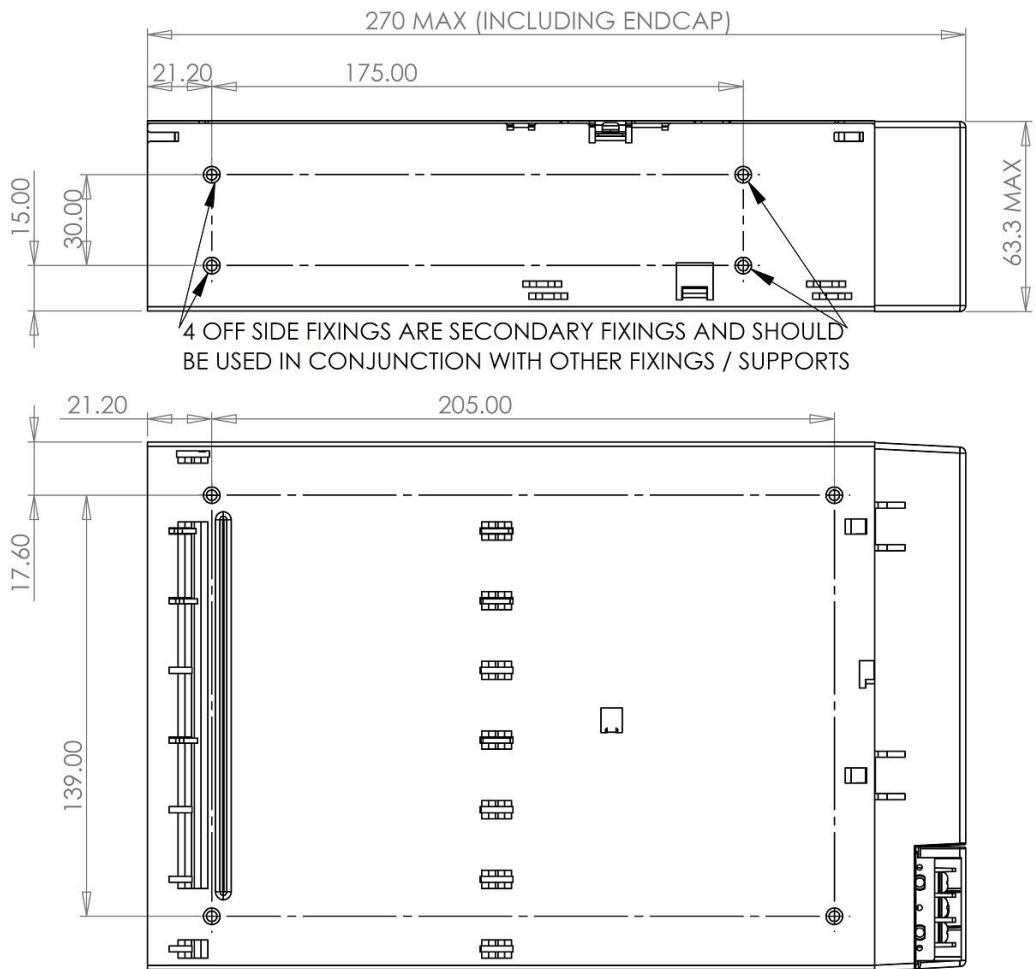 270 MAX (INCLUDING ENDCAP)
21.20
175.00
15.00
30.00
63.3 MAX
4 OFF SIDE FIXINGS ARE SECONDARY FIXINGS AND SHOULD
BE USED IN CONJUNCTION WITH OTHER FIXINGS / SUPPORTS
21.20
205.00
17.60
139.00